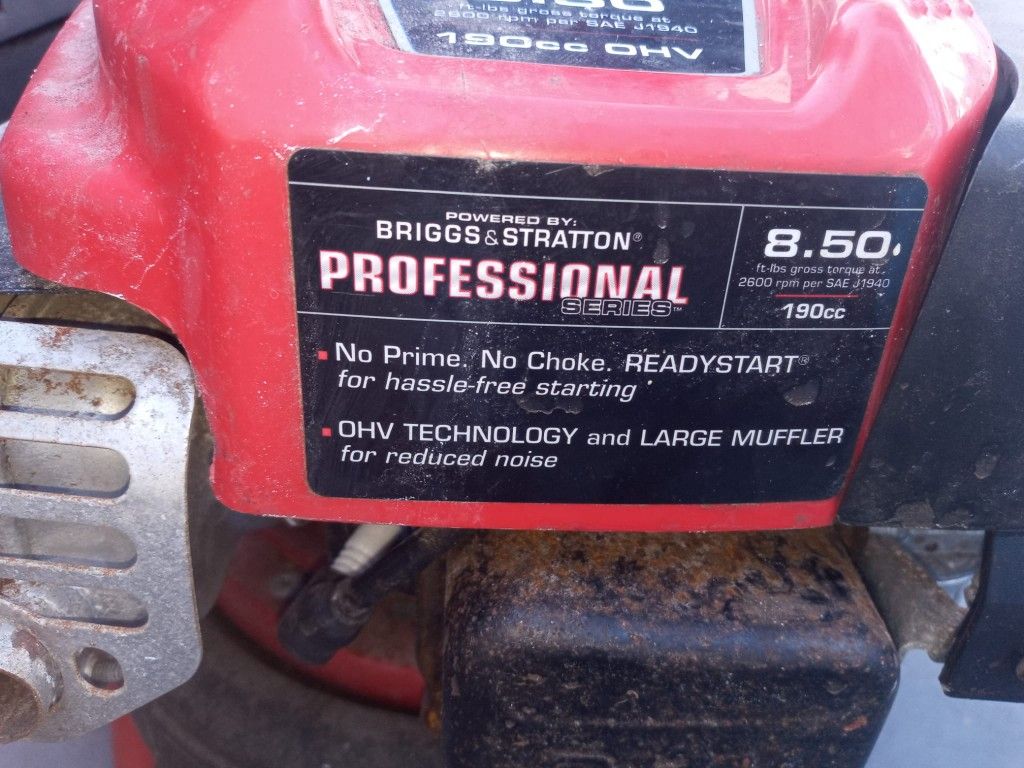 ft-lbs gross torque at
2600 rpm per SAE J1940
190cc OHV
POWERED BY:
BRIGGS & STRATTON®
PROFESSIONAL
SERIES™
8.50
ft-lbs gross torque at
2600 rpm per SAE J1940
190cc
No Prime. No Choke. READYSTART®
for hassle-free starting
OHV TECHNOLOGY and LARGE MUFFLER
for reduced noise